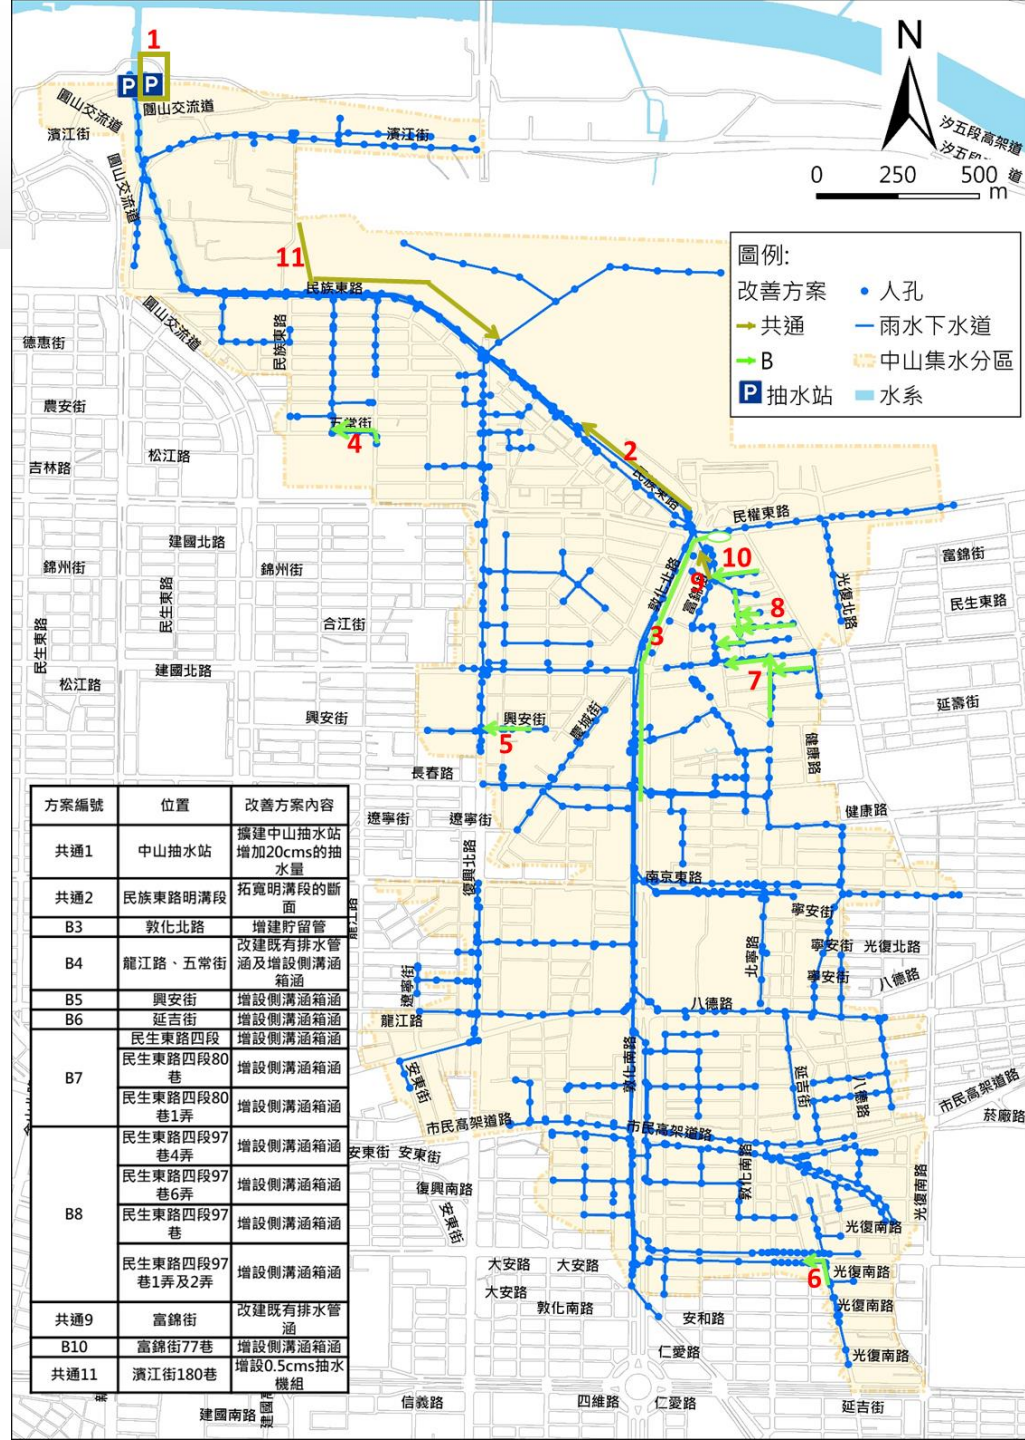 1
N
P
P
圓山交流道
圓山交流道
濱江街
濱江街
汐五段高架道
汐五段高架道
圓山交流道
0 250 500 m
11
民族東路
圖例:
改善方案
人孔
共通
雨水下水道
B
中山集水分區
P 抽水站
水系
圓山交流道
民族東路
德惠街
農安街
五常街
4
松江路
吉林路
2
民族東路
民權東路
建國北路
錦州街
錦州街
敦化北路
10
9
富錦街
富錦街
光復北路
8
民生東路
民生東路
民生東路
合江街
3
建國北路
松江路
7
延壽街
興安街
興安街
5
慶城街
健康路
長春路
健康路
遼寧街
遼寧街
復興北路
南京東路
寧安街
龍江路
北寧路
寧安街
光復北路
寧安街
八德路
遼寧街
八德路
龍江路
敦化南路
安東街
延吉街
八德路
市民高架道路
菸廠路
市民高架道路
市民高架道路
安東街
安東街
敦化南路
光復南路
復興南路
安東街
光復南路
大安路
大安路
6
光復南路
大安路
敦化南路
光復南路
安和路
仁愛路
光復南路
信義路
四維路
仁愛路
延吉街
建國南路
方案編號 位置 改善方案內容
共通1 中山抽水站 擴建中山抽水站
增加20cms的抽
水量
共通2 民族東路明溝段 拓寬明溝段的斷
面
B3 敦化北路 增建貯留管
B4 龍江路、五常街 改建既有排水管
涵及增設側溝涵
箱涵
B5 興安街 增設側溝涵箱涵
B6 延吉街 增設側溝涵箱涵
B7 民生東路四段 增設側溝涵箱涵
民生東路四段80
巷 增設側溝涵箱涵
民生東路四段80
巷1弄 增設側溝涵箱涵
B8 民生東路四段97
巷4弄 增設側溝涵箱涵
民生東路四段97
巷6弄 增設側溝涵箱涵
民生東路四段97
巷 增設側溝涵箱涵
民生東路四段97
巷1弄及2弄 增設側溝涵箱涵
共通9 富錦街 改建既有排水管
涵
B10 富錦街77巷 增設側溝涵箱涵
共通11 濱江街180巷 增設0.5cms抽水
機組